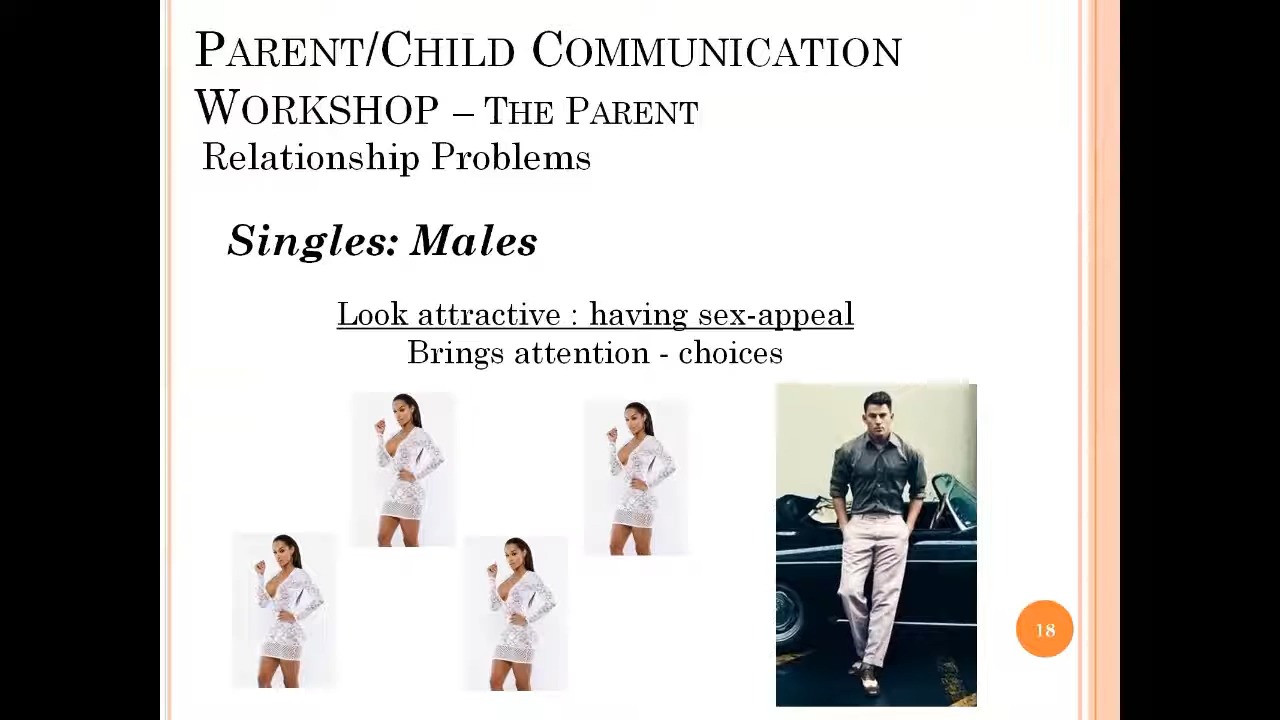 PARENT/CHILD COMMUNICATION
WORKSHOP – THE PARENT
Relationship Problems
Singles: Males
Look attractive : having sex-appeal
Brings attention - choices
18